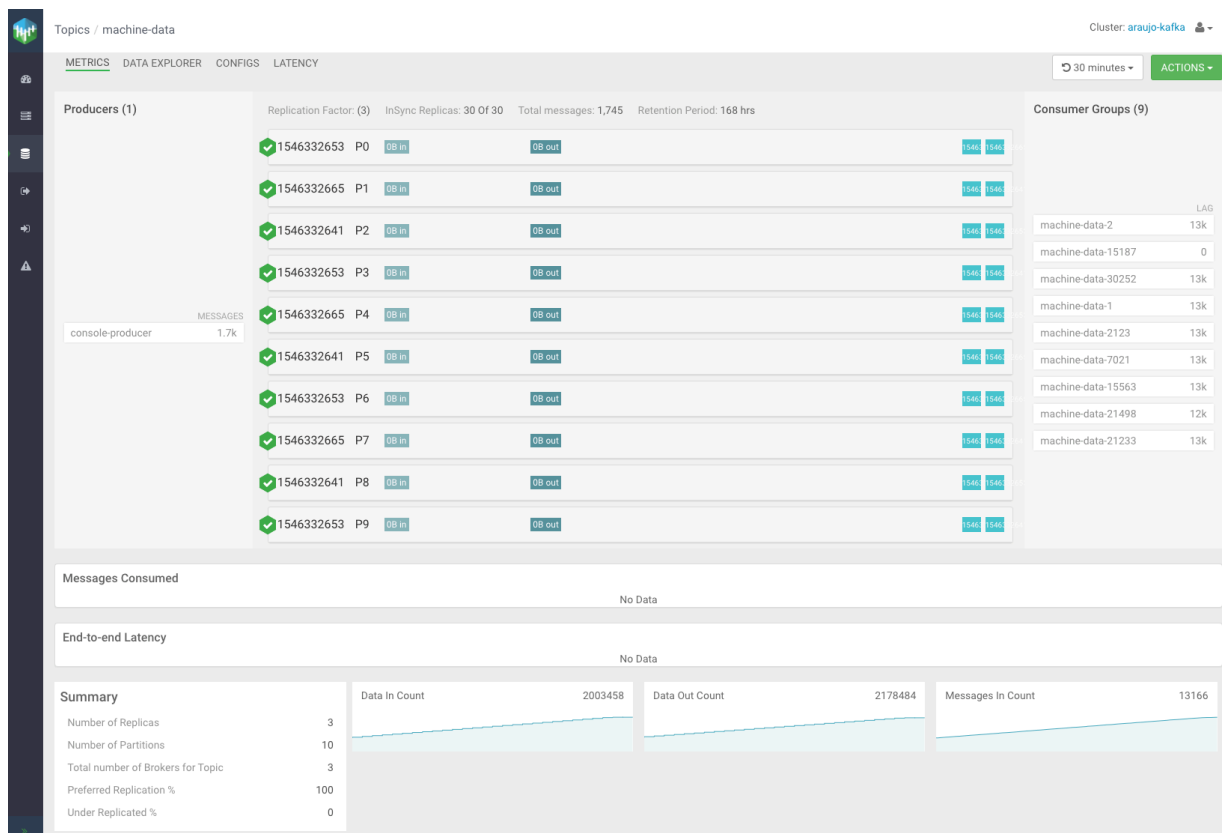 Topics / machine-data
Cluster: araujo-kafka
METRICS DATA EXPLORER CONFIGS LATENCY
30 minutes
ACTIONS
Producers (1)
MESSAGES
console-producer 1.7k
Replication Factor: (3) InSync Replicas: 30 Of 30 Total messages: 1,745 Retention Period: 168 hrs
1546332653 P0 0B in 0B out
1546332665 P1 0B in 0B out
1546332641 P2 0B in 0B out
1546332653 P3 0B in 0B out
1546332665 P4 0B in 0B out
1546332641 P5 0B in 0B out
1546332653 P6 0B in 0B out
1546332665 P7 0B in 0B out
1546332641 P8 0B in 0B out
1546332653 P9 0B in 0B out
Consumer Groups (9)
LAG
machine-data-2 13k
machine-data-15187 0
machine-data-30252 13k
machine-data-1 13k
machine-data-2123 13k
machine-data-7021 13k
machine-data-15563 13k
machine-data-21498 12k
machine-data-21233 13k
Messages Consumed
No Data
End-to-end Latency
No Data
Summary
Number of Replicas 3
Number of Partitions 10
Total number of Brokers for Topic 3
Preferred Replication % 100
Under Replicated % 0
Data In Count 2003458
Data Out Count 2178484
Messages In Count 13166